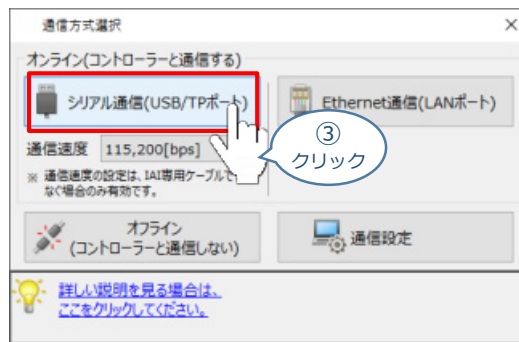 通信方式選択
オンライン(コントローラーと通信する)
シリアル通信(USB/TPポート)
Ethernet通信(LANポート)
通信速度 115,200[bps]
③
クリック
※ 通信速度の設定は、IAI専用ケーブルで
なぐ場合のみ有効です。
オフライン
(コントローラーと通信しない)
通信設定
詳しい説明を見る場合は、
ここをクリックしてください。